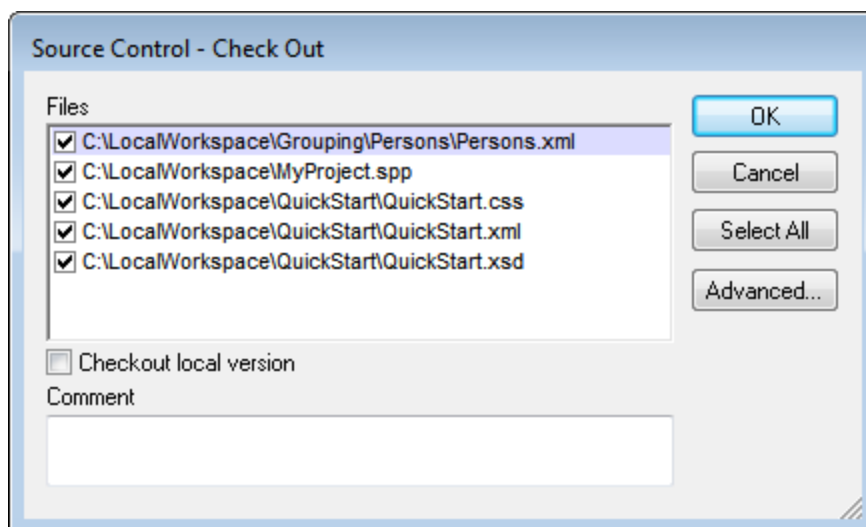 Source Control - Check Out
Files
C:\LocalWorkspace\Grouping\Persons\Persons.xml
C:\LocalWorkspace\MyProject.spp
C:\LocalWorkspace\QuickStart\QuickStart.css
C:\LocalWorkspace\QuickStart\QuickStart.xml
C:\LocalWorkspace\QuickStart\QuickStart.xsd
OK
Cancel
Select All
Advanced...
Checkout local version
Comment